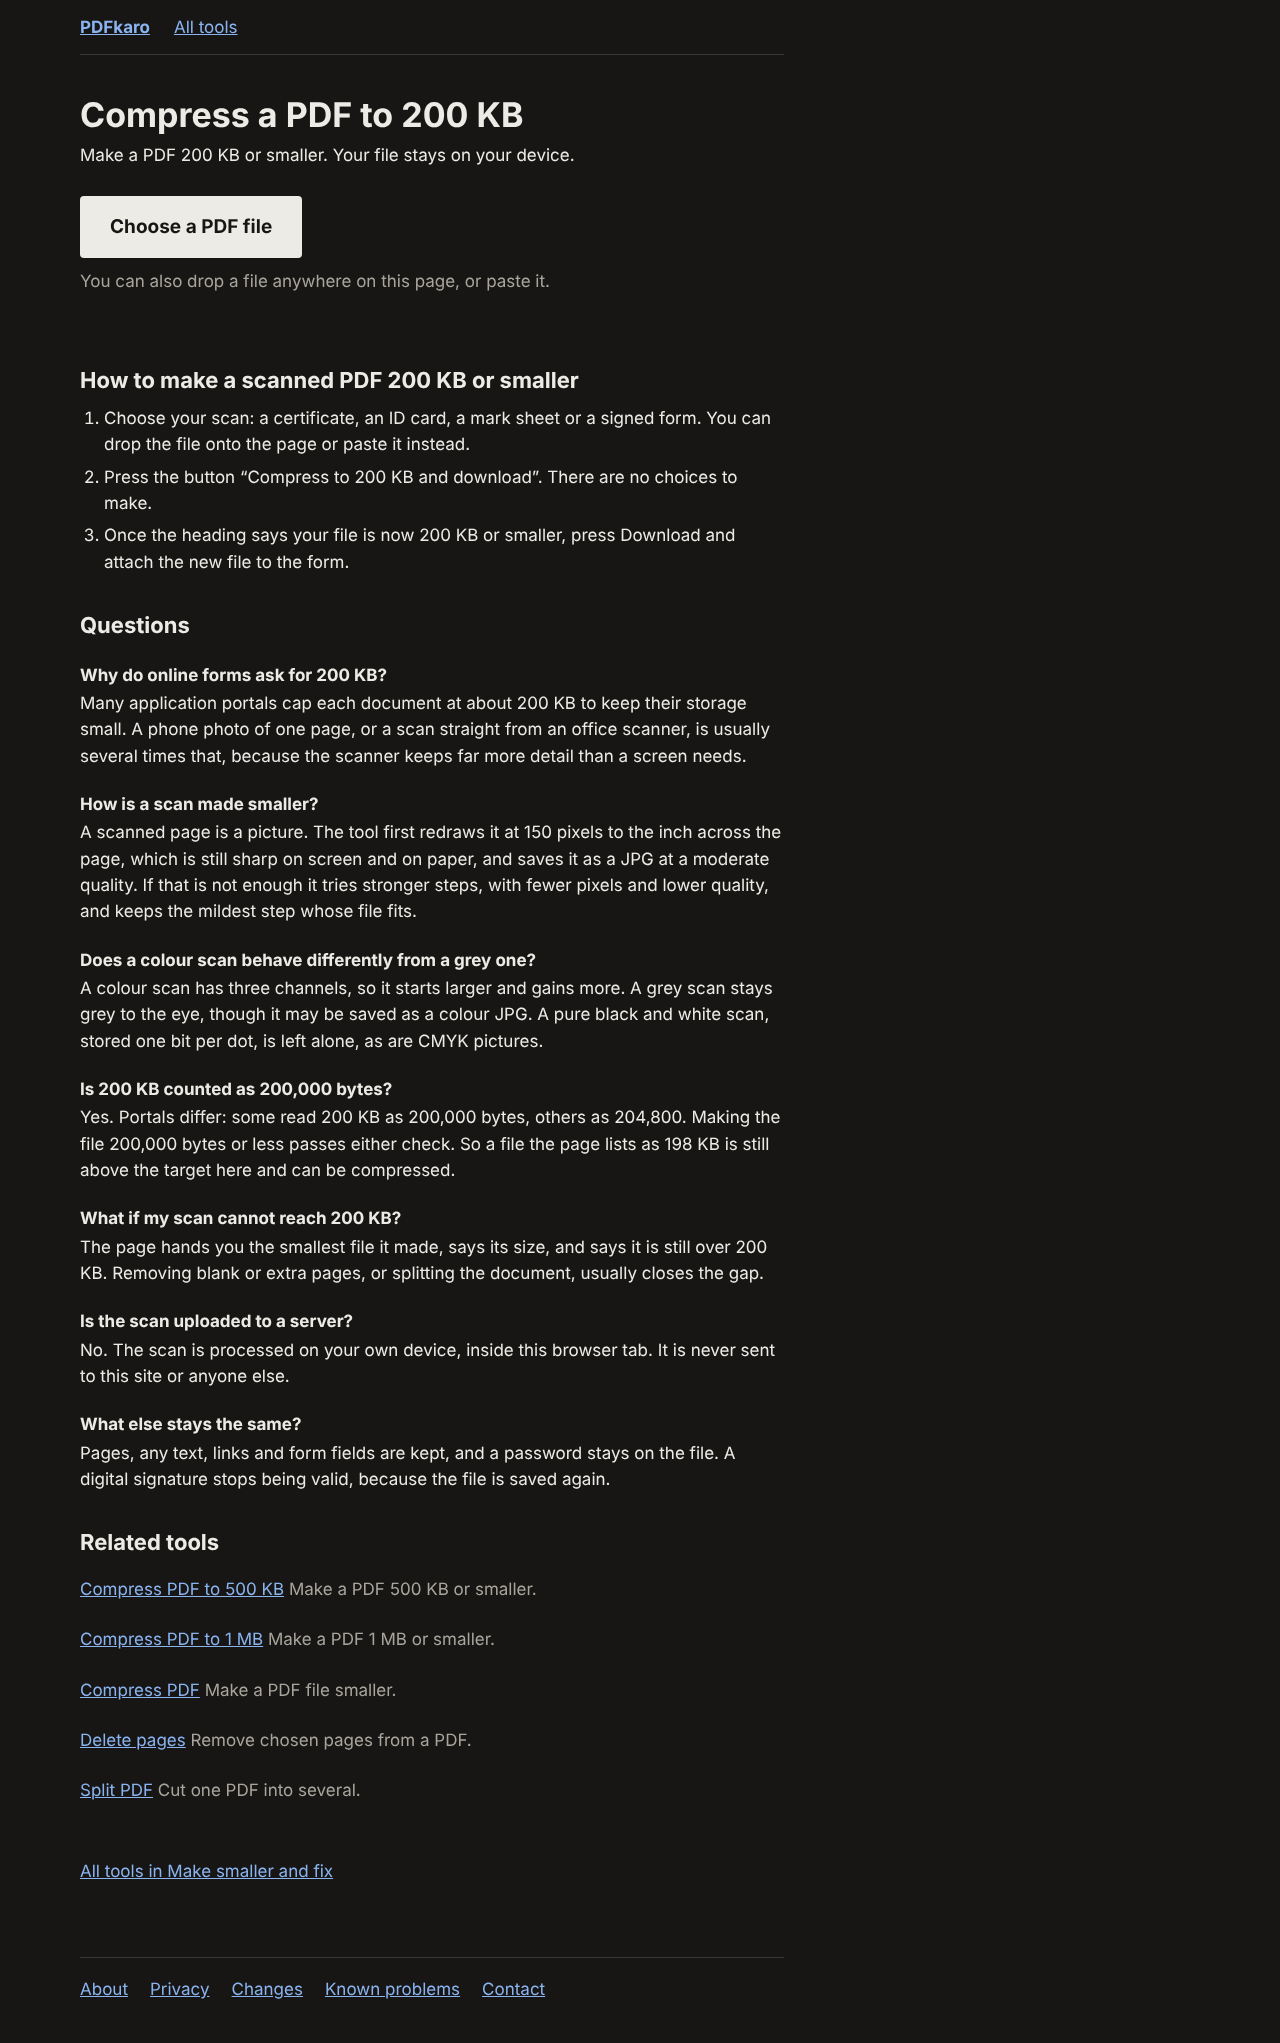 PDFkaro All tools
Compress a PDF to 200 KB
Make a PDF 200 KB or smaller. Your file stays on your device.
Choose a PDF file
You can also drop a file anywhere on this page, or paste it.
How to make a scanned PDF 200 KB or smaller
1. Choose your scan: a certificate, an ID card, a mark sheet or a signed form. You can
drop the file onto the page or paste it instead.
2. Press the button “Compress to 200 KB and download”. There are no choices to
make.
3. Once the heading says your file is now 200 KB or smaller, press Download and
attach the new file to the form.
Questions
Why do online forms ask for 200 KB?
Many application portals cap each document at about 200 KB to keep their storage
small. A phone photo of one page, or a scan straight from an office scanner, is usually
several times that, because the scanner keeps far more detail than a screen needs.
How is a scan made smaller?
A scanned page is a picture. The tool first redraws it at 150 pixels to the inch across the
page, which is still sharp on screen and on paper, and saves it as a JPG at a moderate
quality. If that is not enough it tries stronger steps, with fewer pixels and lower quality,
and keeps the mildest step whose file fits.
Does a colour scan behave differently from a grey one?
A colour scan has three channels, so it starts larger and gains more. A grey scan stays
grey to the eye, though it may be saved as a colour JPG. A pure black and white scan,
stored one bit per dot, is left alone, as are CMYK pictures.
Is 200 KB counted as 200,000 bytes?
Yes. Portals differ: some read 200 KB as 200,000 bytes, others as 204,800. Making the
file 200,000 bytes or less passes either check. So a file the page lists as 198 KB is still
above the target here and can be compressed.
What if my scan cannot reach 200 KB?
The page hands you the smallest file it made, says its size, and says it is still over 200
KB. Removing blank or extra pages, or splitting the document, usually closes the gap.
Is the scan uploaded to a server?
No. The scan is processed on your own device, inside this browser tab. It is never sent
to this site or anyone else.
What else stays the same?
Pages, any text, links and form fields are kept, and a password stays on the file. A
digital signature stops being valid, because the file is saved again.
Related tools
Compress PDF to 500 KB Make a PDF 500 KB or smaller.
Compress PDF to 1 MB Make a PDF 1 MB or smaller.
Compress PDF Make a PDF file smaller.
Delete pages Remove chosen pages from a PDF.
Split PDF Cut one PDF into several.
All tools in Make smaller and fix
About Privacy Changes Known problems Contact